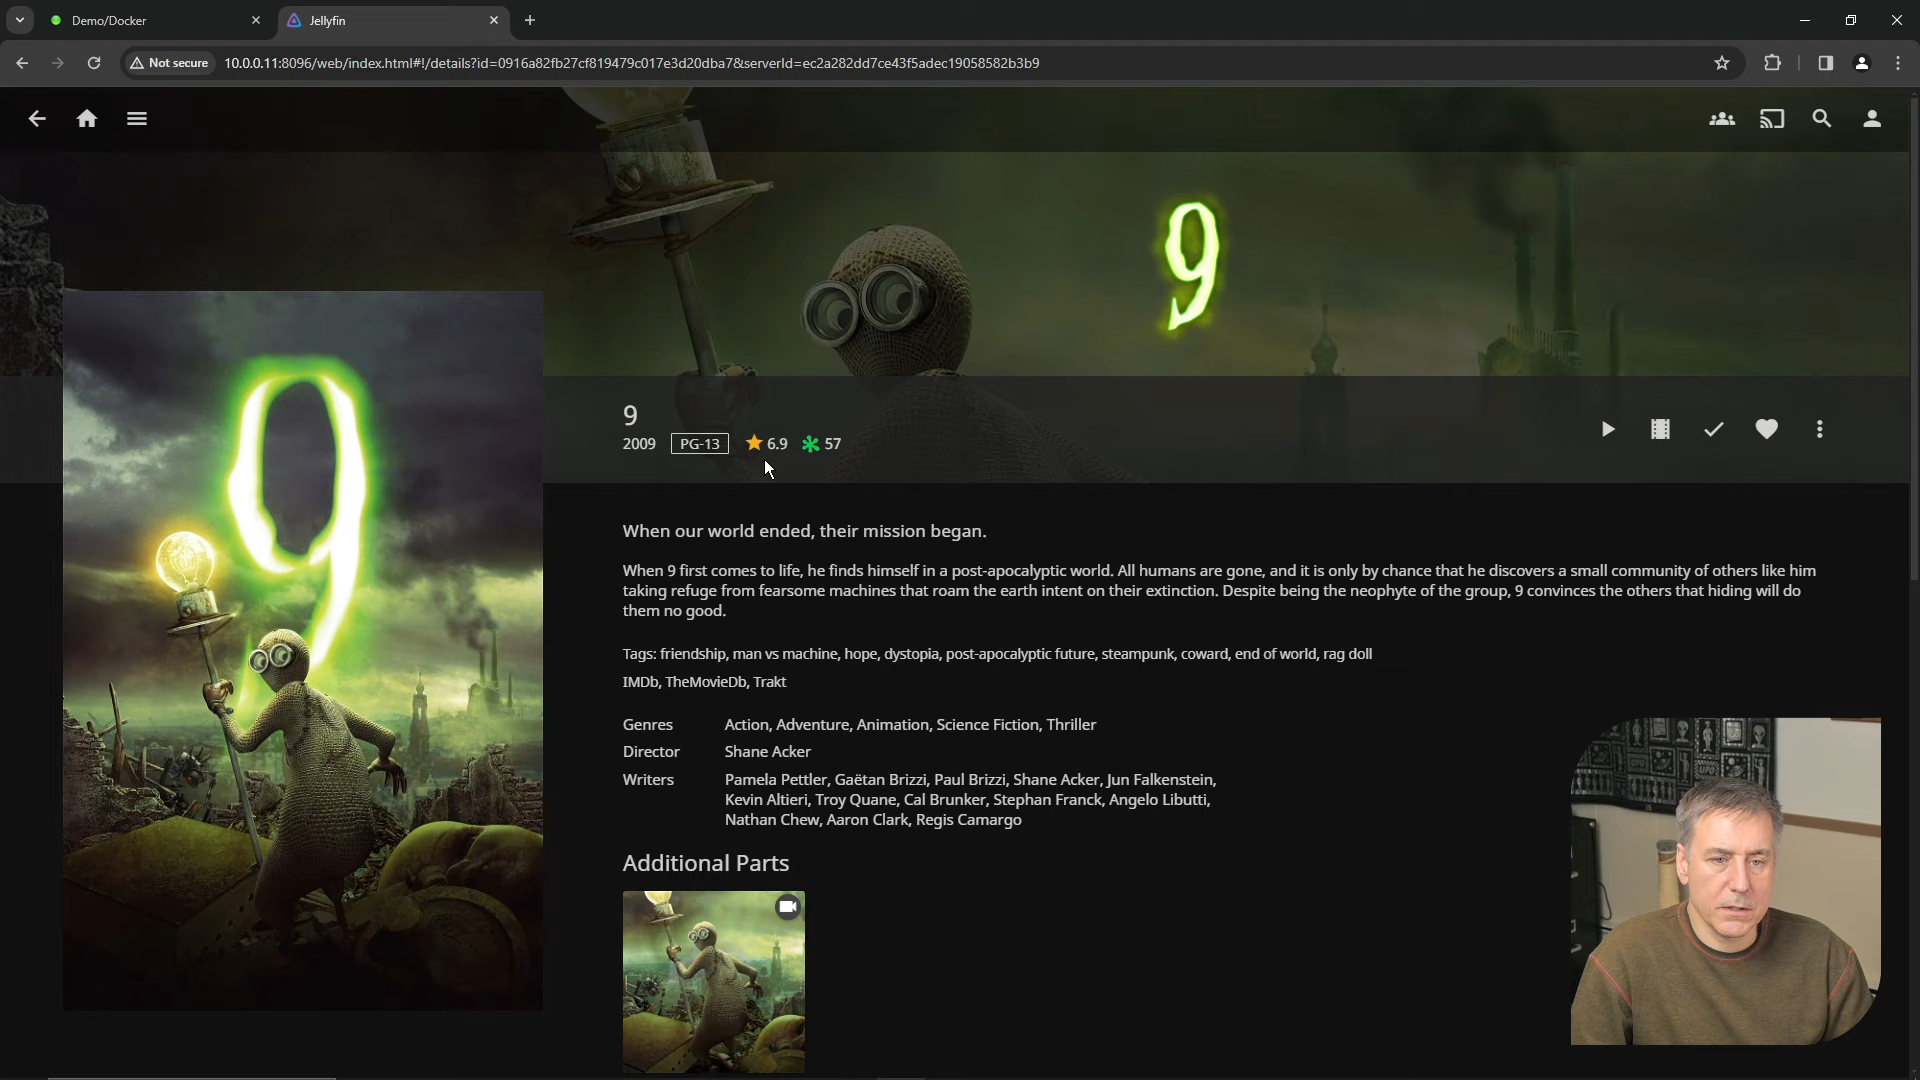 Demo/Docker
Jellyfin
Not secure
10.0.0.11:8096/web/index.html#!/details?id=0916a82fb27cf819479c017e3d20dba7&serverId=ec2a282dd7ce43f5adec19058582b3b9
9
9
9
2009 PG-13 6.9 57
When our world ended, their mission began.
When 9 first comes to life, he finds himself in a post-apocalyptic world. All humans are gone, and it is only by chance that he discovers a small community of others like him
taking refuge from fearsome machines that roam the earth intent on their extinction. Despite being the neophyte of the group, 9 convinces the others that hiding will do
them no good.
Tags: friendship, man vs machine, hope, dystopia, post-apocalyptic future, steampunk, coward, end of world, rag doll
IMDb, TheMovieDb, Trakt
Genres Action, Adventure, Animation, Science Fiction, Thriller
Director Shane Acker
Writers Pamela Pettler, Gaëtan Brizzi, Paul Brizzi, Shane Acker, Jun Falkenstein,
Kevin Altieri, Troy Quane, Cal Brunker, Stephan Franck, Angelo Libutti,
Nathan Chew, Aaron Clark, Regis Camargo
Additional Parts